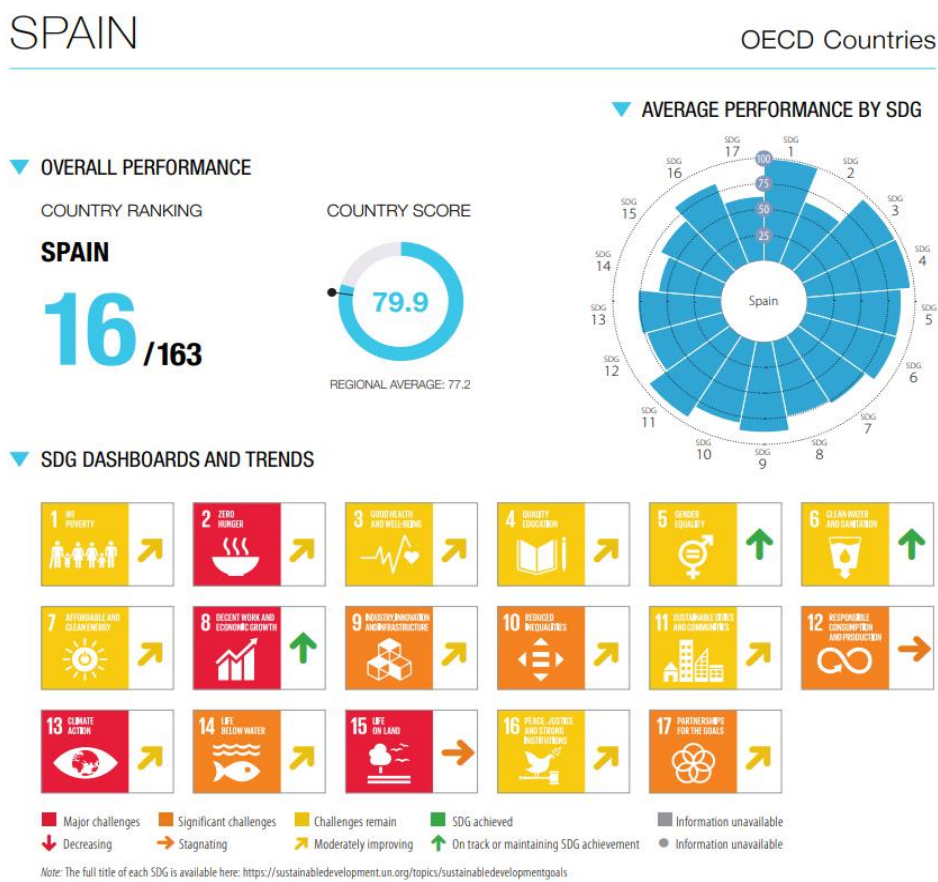 SPAIN
OECD Countries
AVERAGE PERFORMANCE BY SDG
OVERALL PERFORMANCE
COUNTRY RANKING
COUNTRY SCORE
SPAIN
16 /163
79.9
REGIONAL AVERAGE: 77.2
100
75
50
25
Spain
SDG 1
SDG 2
SDG 3
SDG 4
SDG 5
SDG 6
SDG 7
SDG 8
SDG 9
SDG 10
SDG 11
SDG 12
SDG 13
SDG 14
SDG 15
SDG 16
SDG 17
SDG DASHBOARDS AND TRENDS
1 NO
POVERTY
2 ZERO
HUNGER
3 GOOD HEALTH
AND WELL-BEING
4 QUALITY
EDUCATION
5 GENDER
EQUALITY
6 CLEAN WATER
AND SANITATION
7 AFFORDABLE AND
CLEAN ENERGY
8 DECENT WORK AND
ECONOMIC GROWTH
9 INDUSTRY, INNOVATION
AND INFRASTRUCTURE
10 REDUCED
INEQUALITIES
11 SUSTAINABLE CITIES
AND COMMUNITIES
12 RESPONSIBLE
CONSUMPTION
AND PRODUCTION
13 CLIMATE
ACTION
14 LIFE
BELOW WATER
15 LIFE
ON LAND
16 PEACE, JUSTICE
AND STRONG
INSTITUTIONS
17 PARTNERSHIPS
FOR THE GOALS
Major challenges Significant challenges Challenges remain SDG achieved Information unavailable
Decreasing Stagnating Moderately improving On track or maintaining SDG achievement Information unavailable
Note: The full title of each SDG is available here: https://sustainabledevelopment.un.org/topics/sustainabledevelopmentgoals